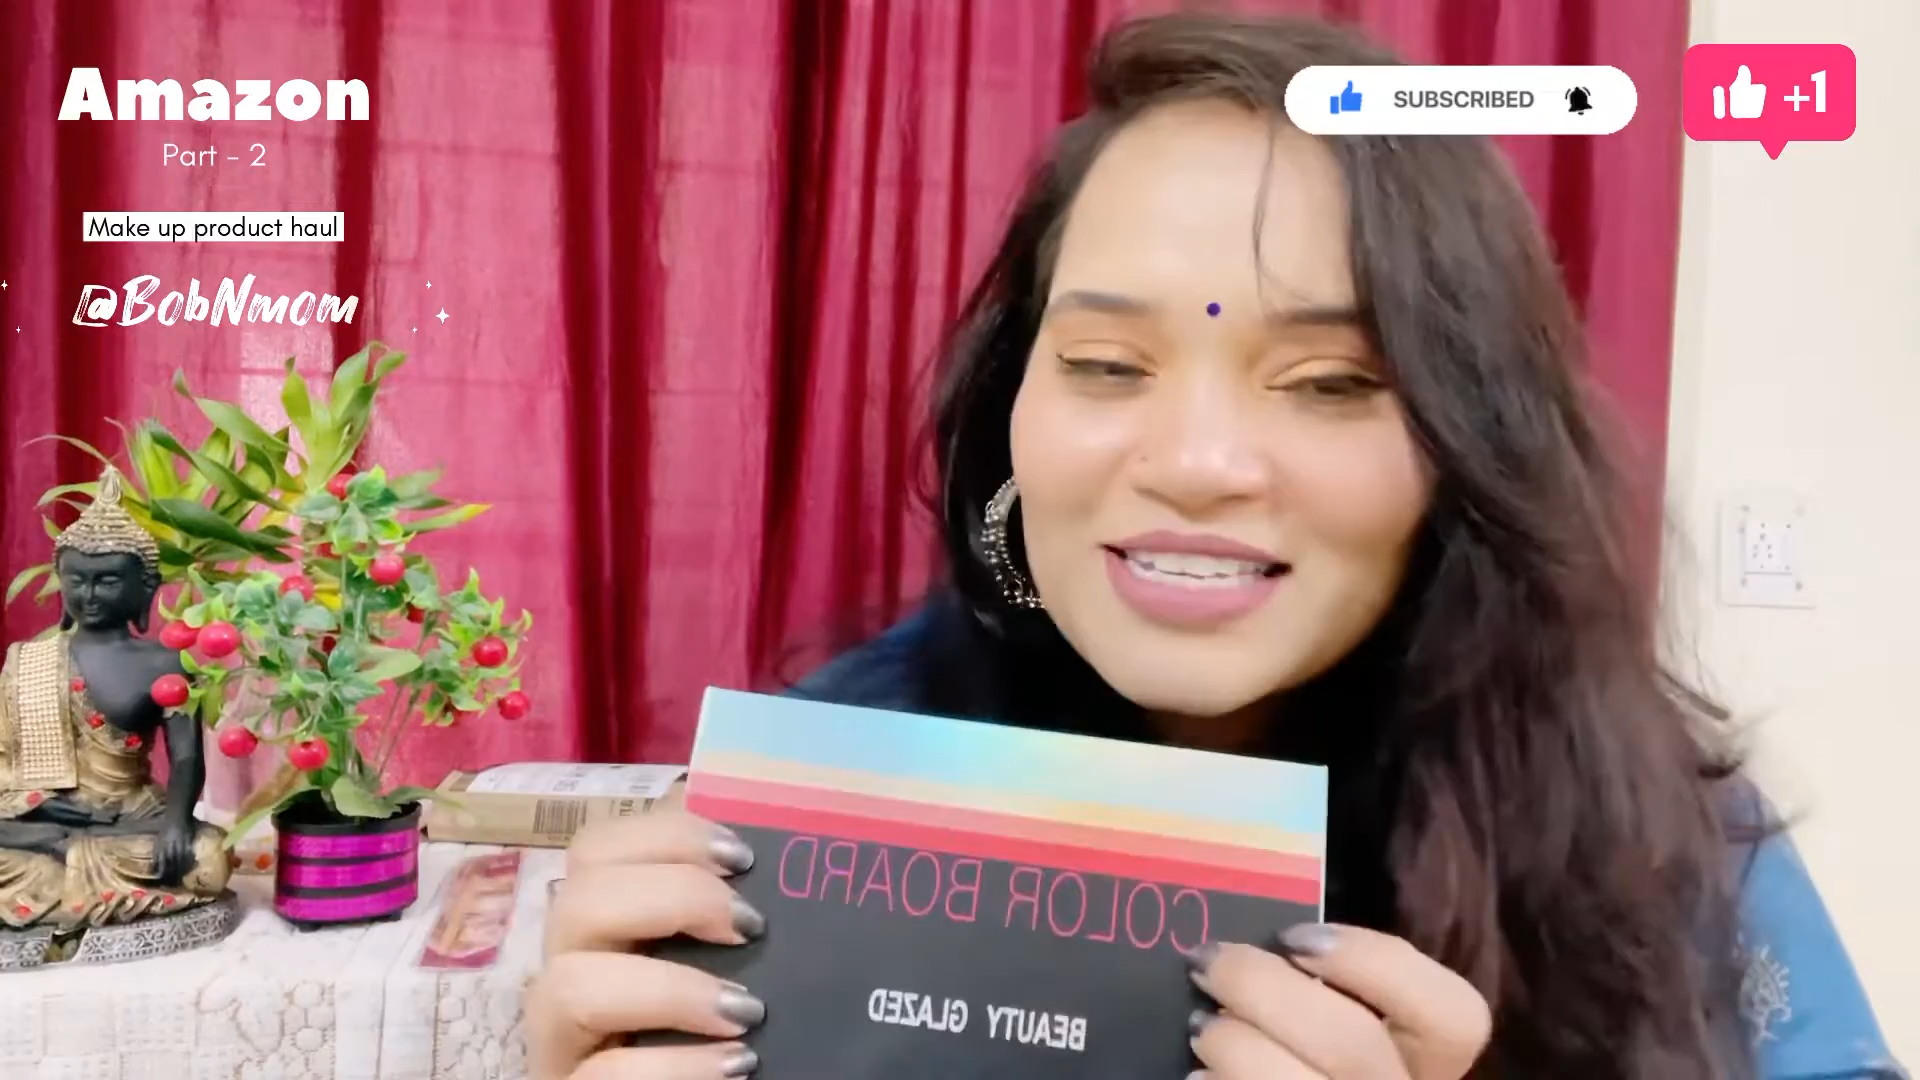 Amazon
Part - 2
Make up product haul
@BobNmom
SUBSCRIBED
+1
COLOR BOARD
BEAUTY GLAZED